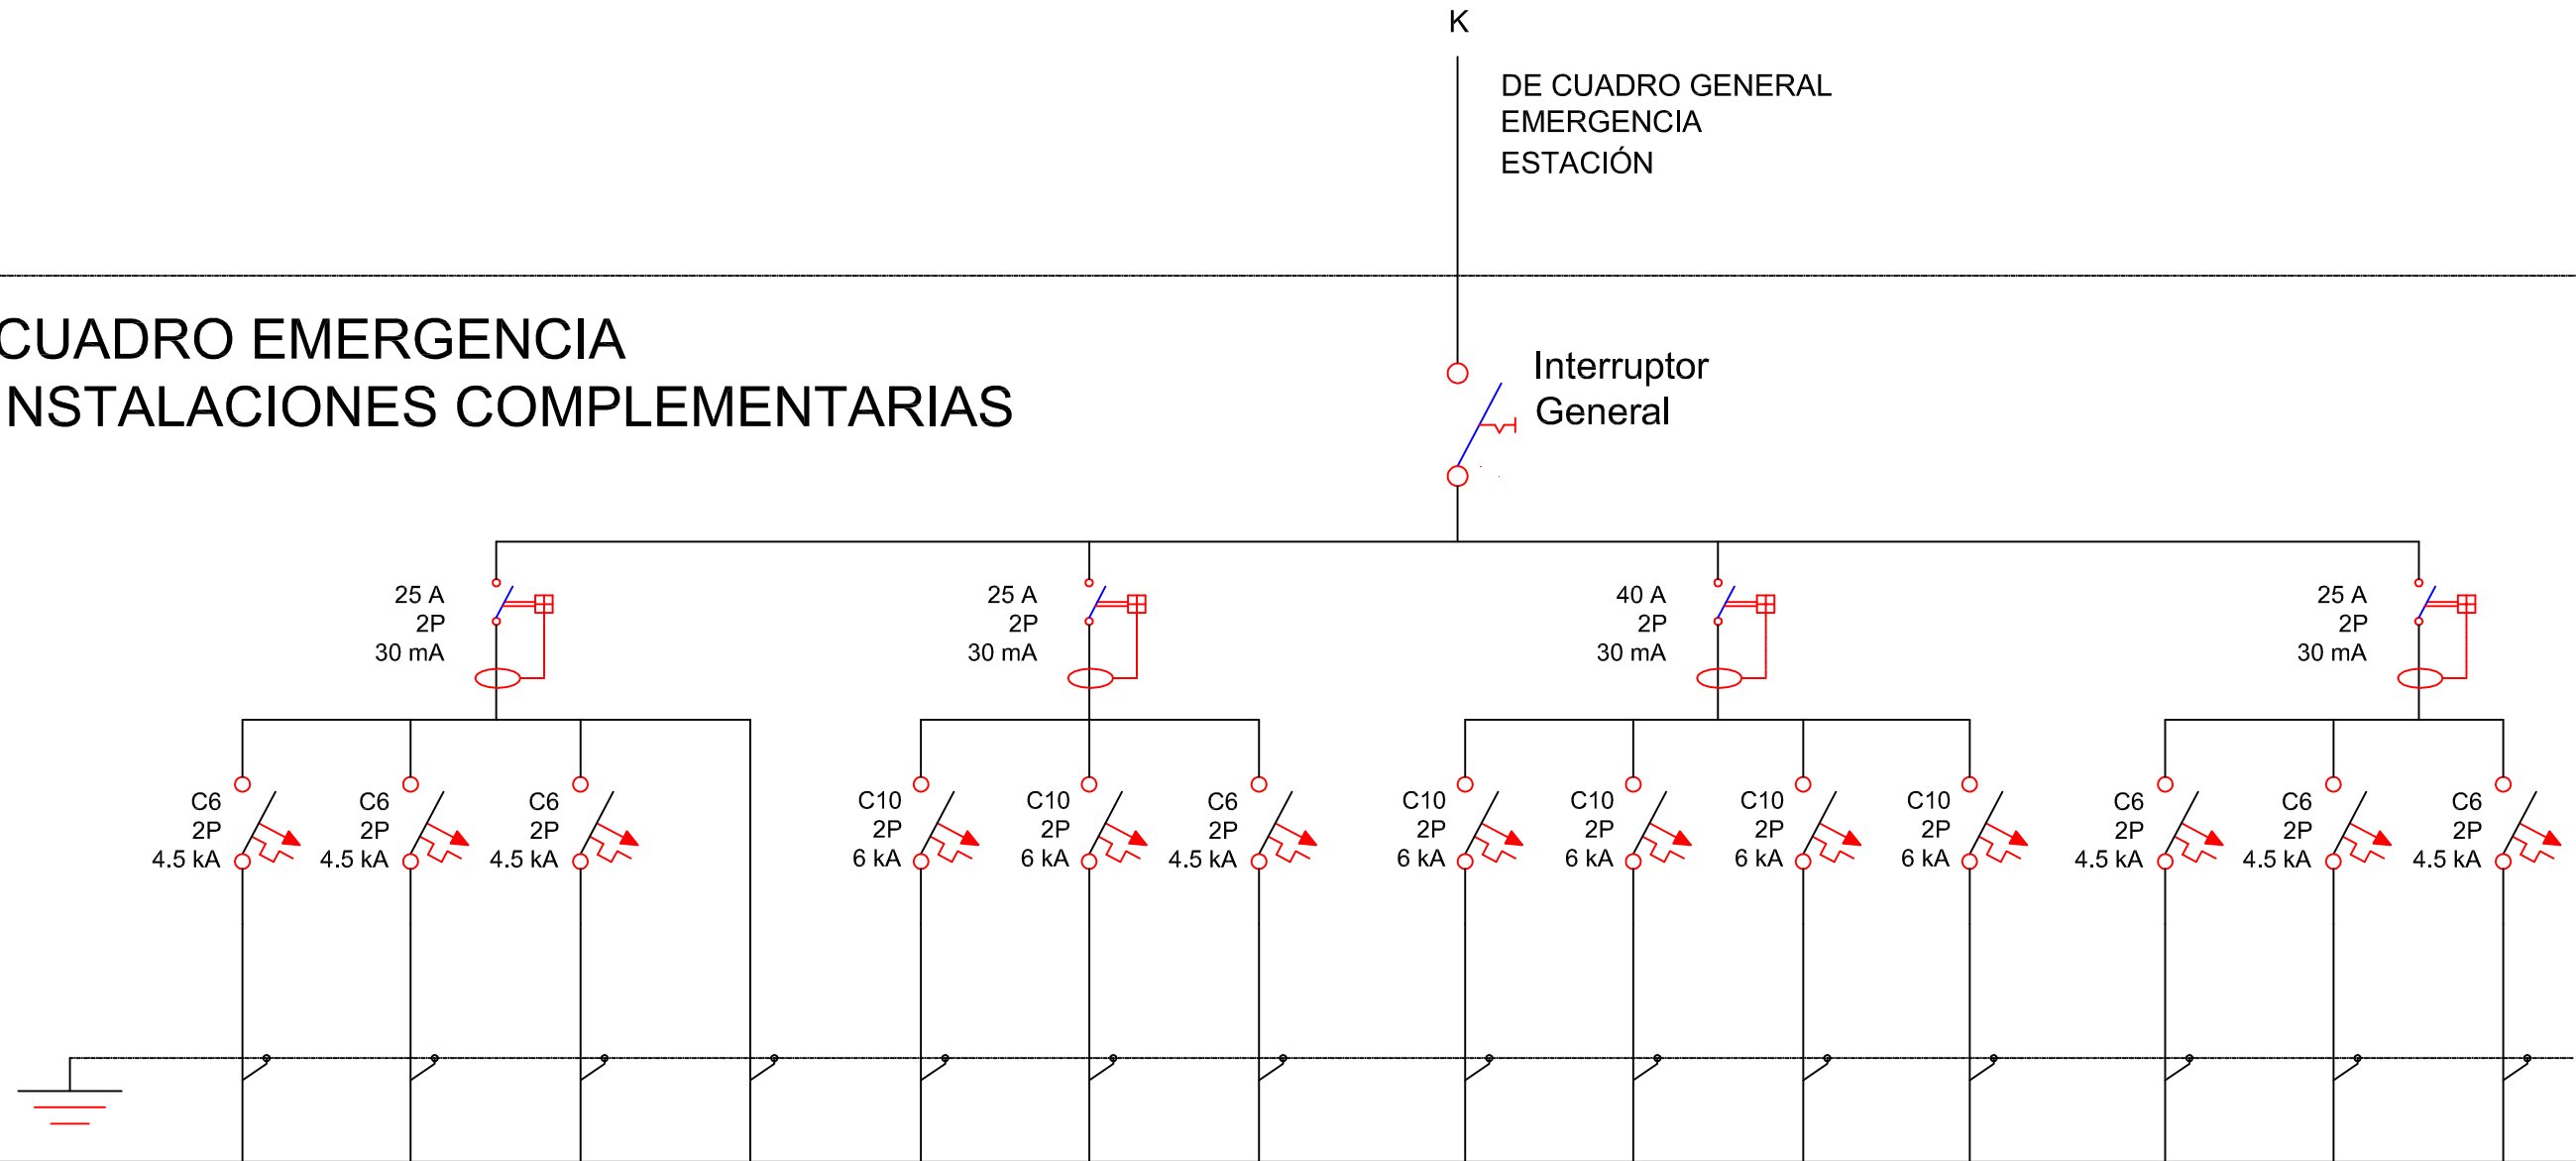 K
DE CUADRO GENERAL
EMERGENCIA
ESTACIÓN
CUADRO EMERGENCIA
NSTALACIONES COMPLEMENTARIAS
Interruptor
General
25 A
2P
30 mA
25 A
2P
30 mA
40 A
2P
30 mA
25 A
2P
30 mA
C6
2P
4.5 kA
C6
2P
4.5 kA
C6
2P
4.5 kA
C10
2P
6 kA
C10
2P
6 kA
C6
2P
4.5 kA
C10
2P
6 kA
C10
2P
6 kA
C10
2P
6 kA
C10
2P
6 kA
C6
2P
4.5 kA
C6
2P
4.5 kA
C6
2P
4.5 kA